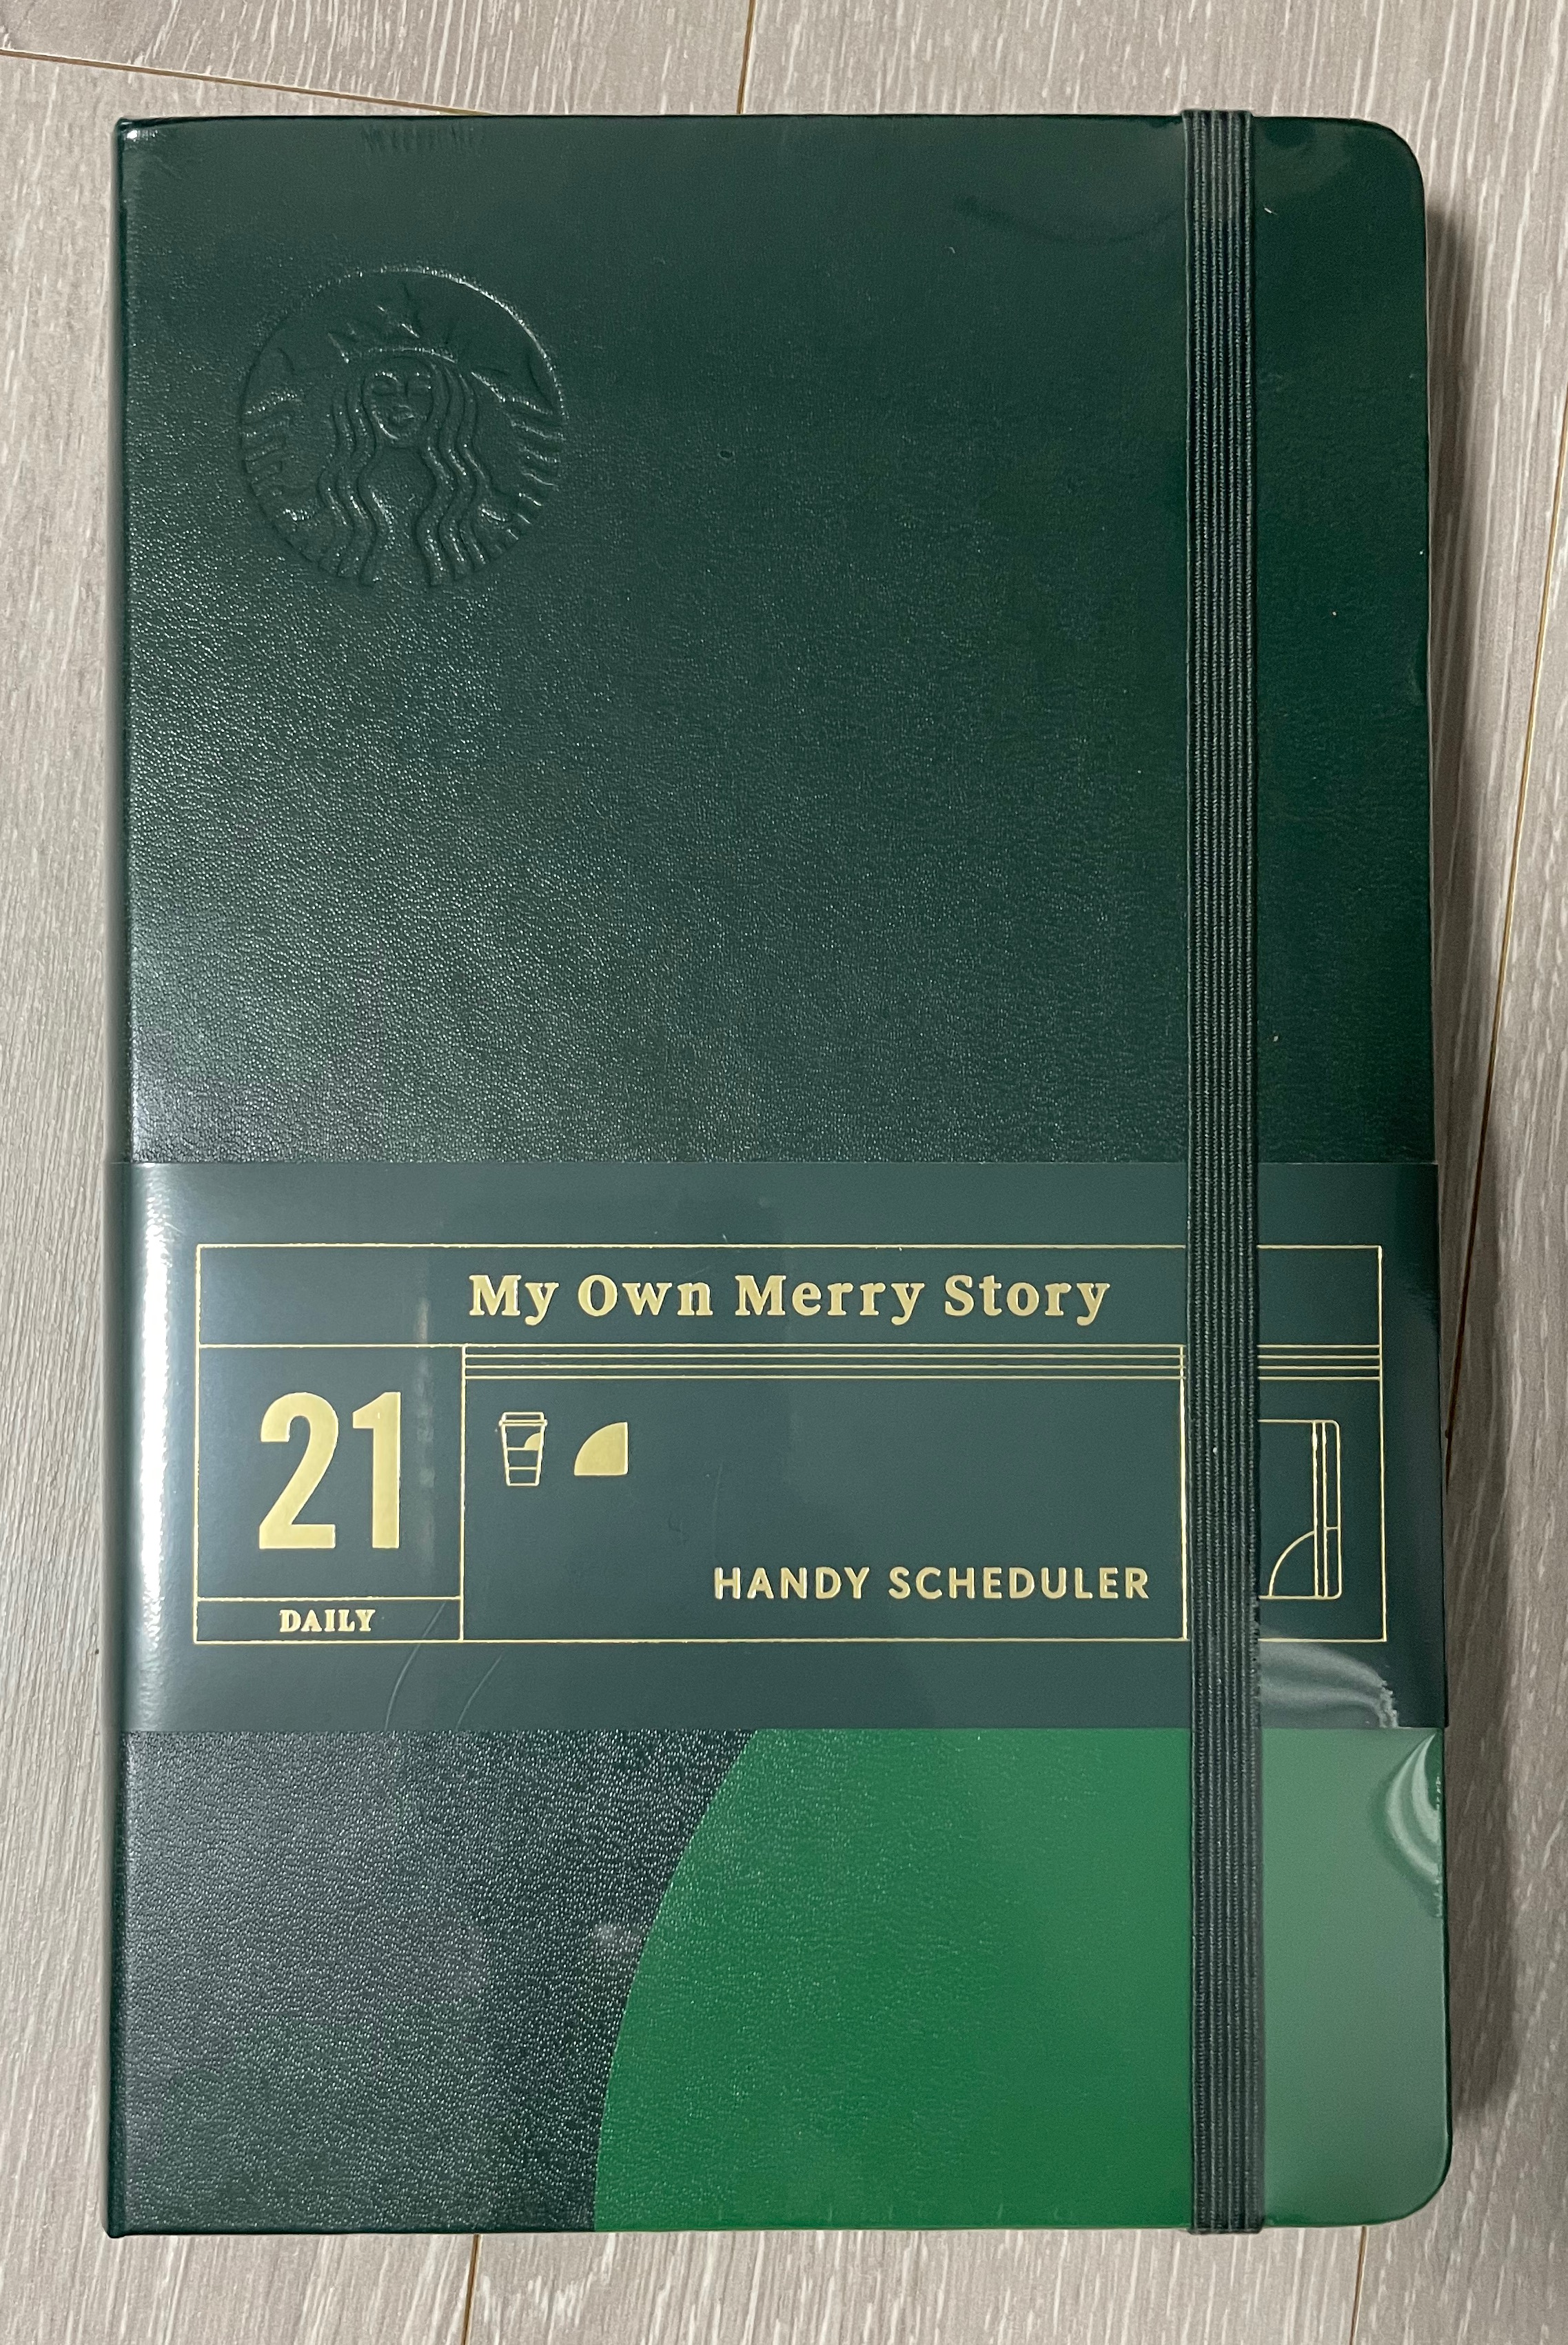 My Own Merry Story
21
DAILY
HANDY SCHEDULER